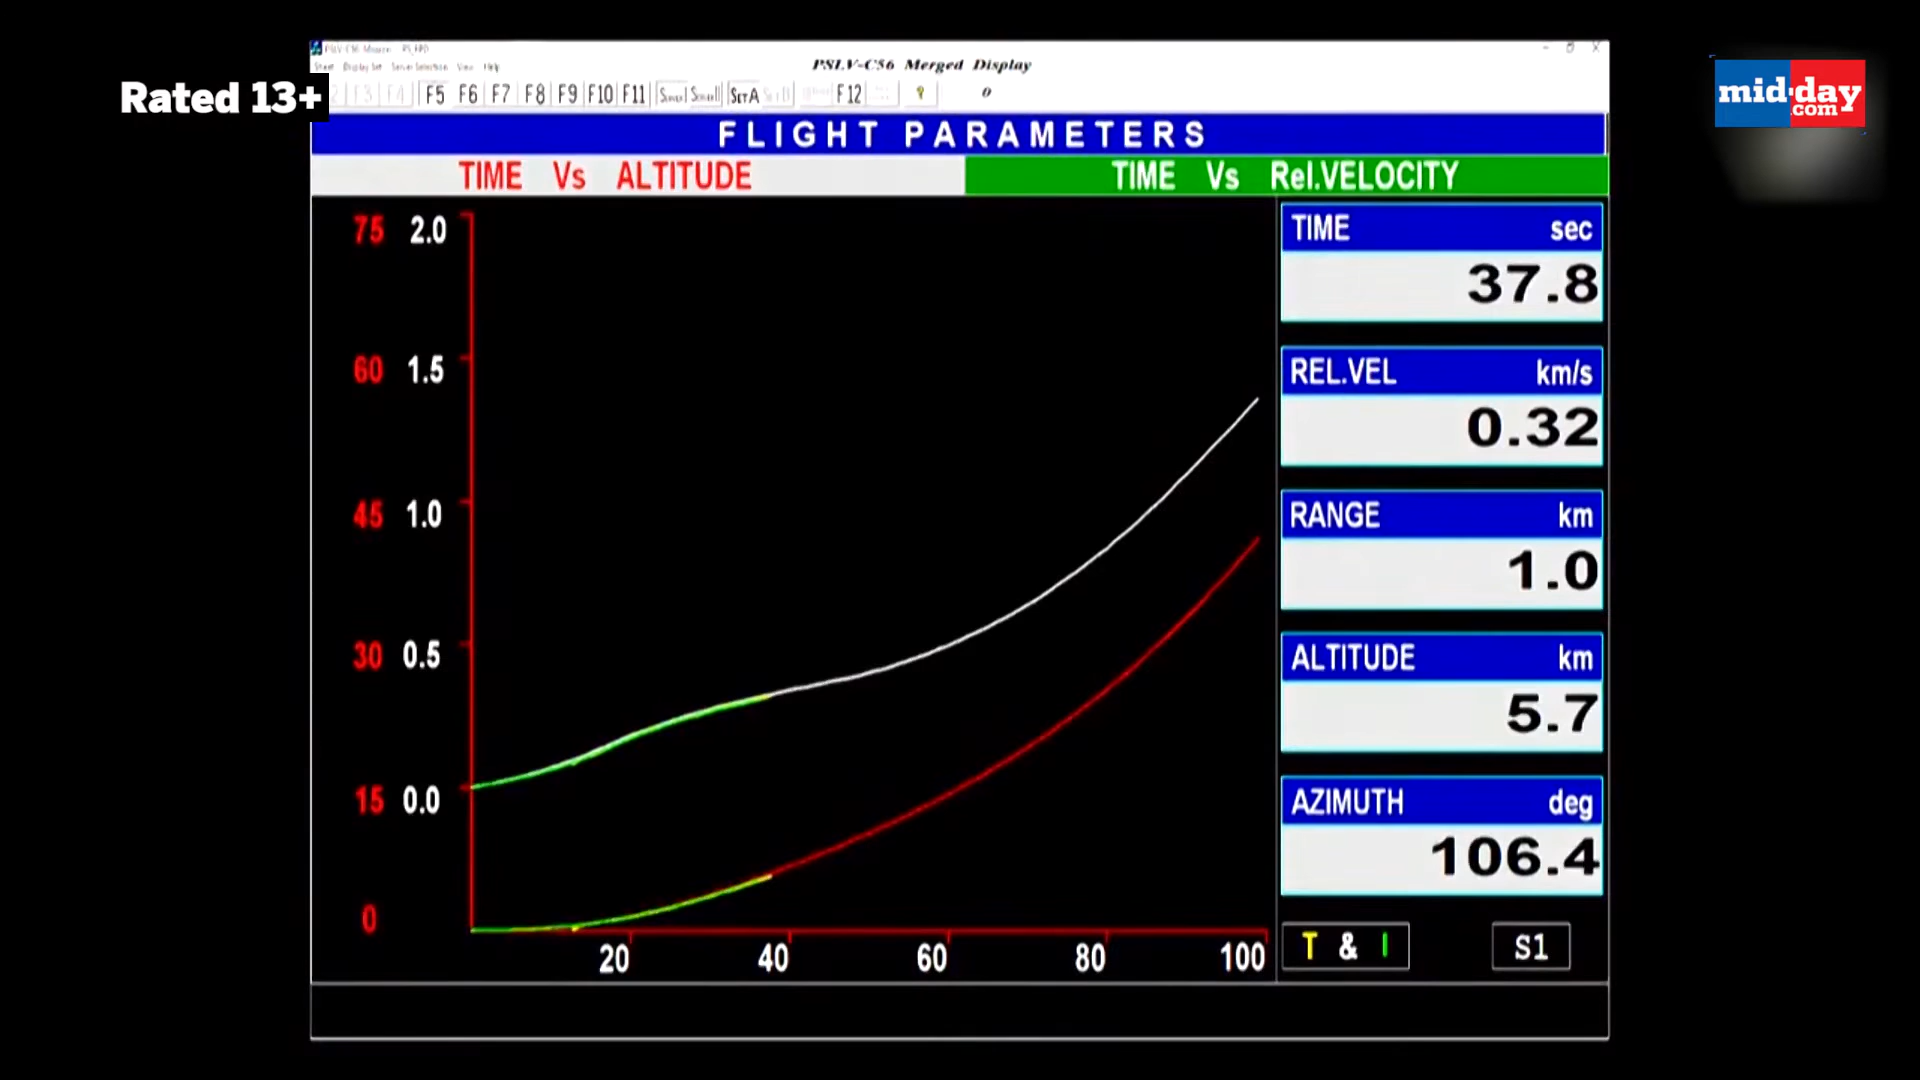 PSLV-C56 Merged Display
Rated 13+
F5 F6 F7 F8 F9 F10 F11 SETA F12 ? 0
mid-day
.com
FLIGHT PARAMETERS
TIME Vs ALTITUDE
TIME Vs Rel.VELOCITY
75 2.0
60 1.5
45 1.0
30 0.5
15 0.0
0
20 40 60 80 100
TIME sec
37.8
REL.VEL km/s
0.32
RANGE km
1.0
ALTITUDE km
5.7
AZIMUTH deg
106.4
T & I S1